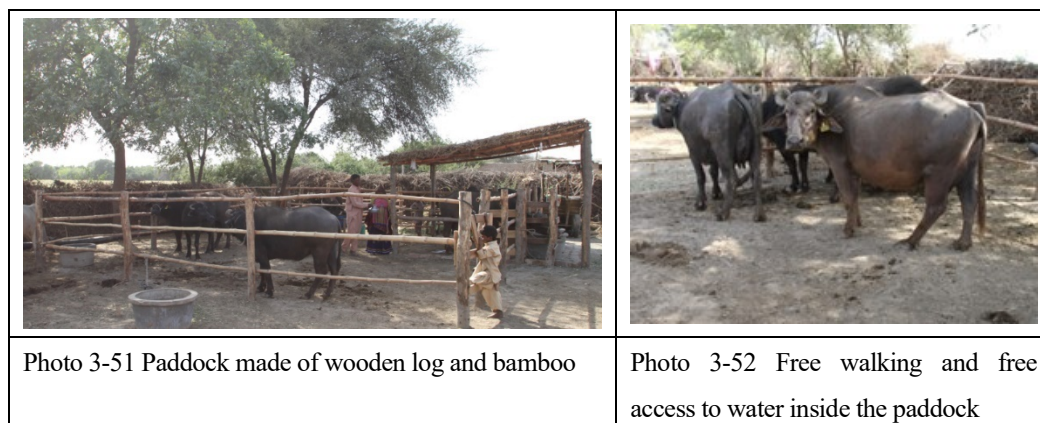 Photo 3-51 Paddock made of wooden log and bamboo
Photo 3-52 Free walking and free
access to water inside the paddock